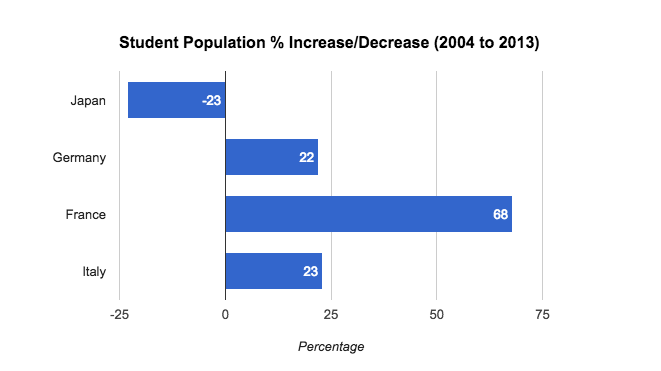 Student Population % Increase/Decrease (2004 to 2013)
Japan -23
Germany 22
France 68
Italy 23
-25 0 25 50 75
Percentage